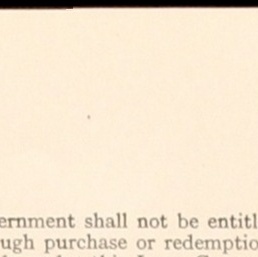 ernment shall not be entitl
ugh purchase or redemptio